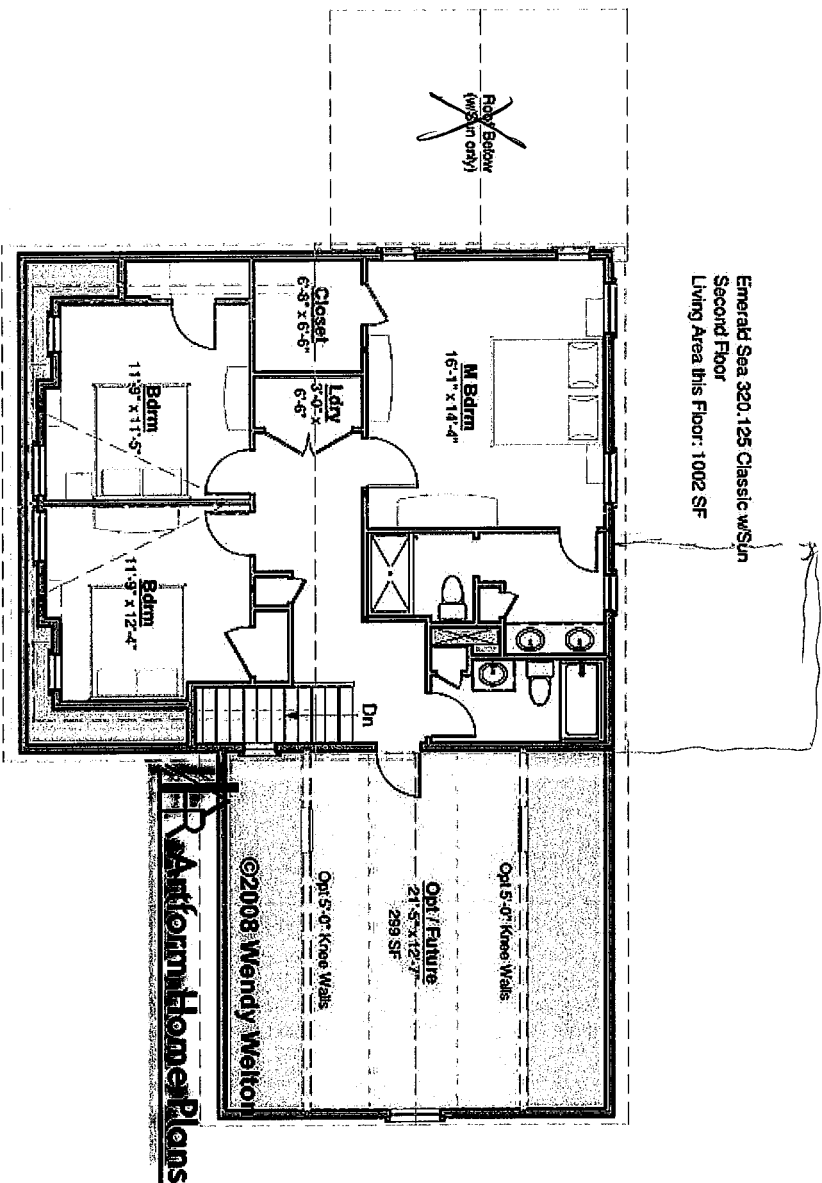 Emerald Sea 320.125 Classic w/Sun
Second Floor
Living Area this Floor: 1002 SF
Roof Below
(w/Sun only)
M Bdrm
16'-1" x 14'-4"
Closet
6'-8" x 6'-6"
Ldry
3'-0" x
6'-6"
Bdrm
11'-9" x 11'-5"
Bdrm
11'-9" x 12'-4"
Dn
Opt 5'-0" Knee Walls
Opt / Future
21'-5" x 12'-7"
Opt 5'-0" Knee Walls
©2008 Wendy Welton
Artform Home Plans